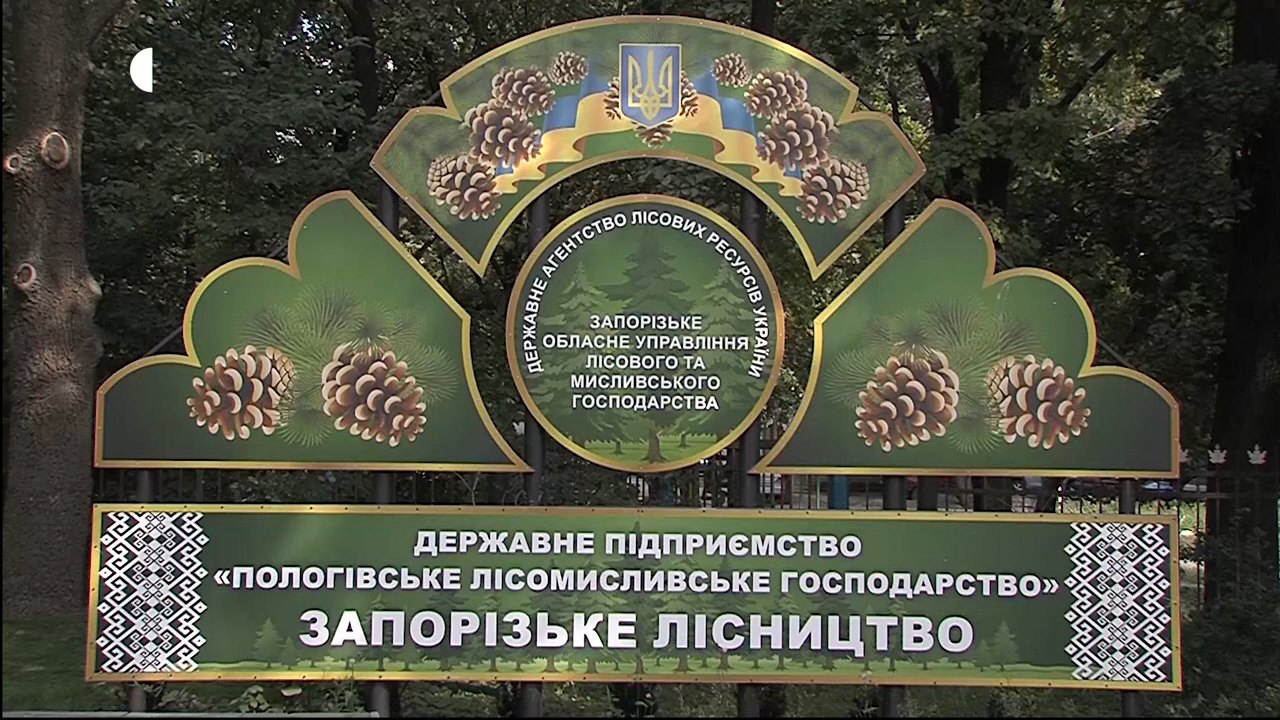 ДЕРЖАВНЕ АГЕНТСТВО ЛІСОВИХ РЕСУРСІВ УКРАЇНИ
ЗАПОРІЗЬКЕ
ОБЛАСНЕ УПРАВЛІННЯ
ЛІСОВОГО ТА
МИСЛИВСЬКОГО
ГОСПОДАРСТВА
ДЕРЖАВНЕ ПІДПРИЄМСТВО
«ПОЛОГІВСЬКЕ ЛІСОМИСЛИВСЬКЕ ГОСПОДАРСТВО»
ЗАПОРІЗЬКЕ ЛІСНИЦТВО